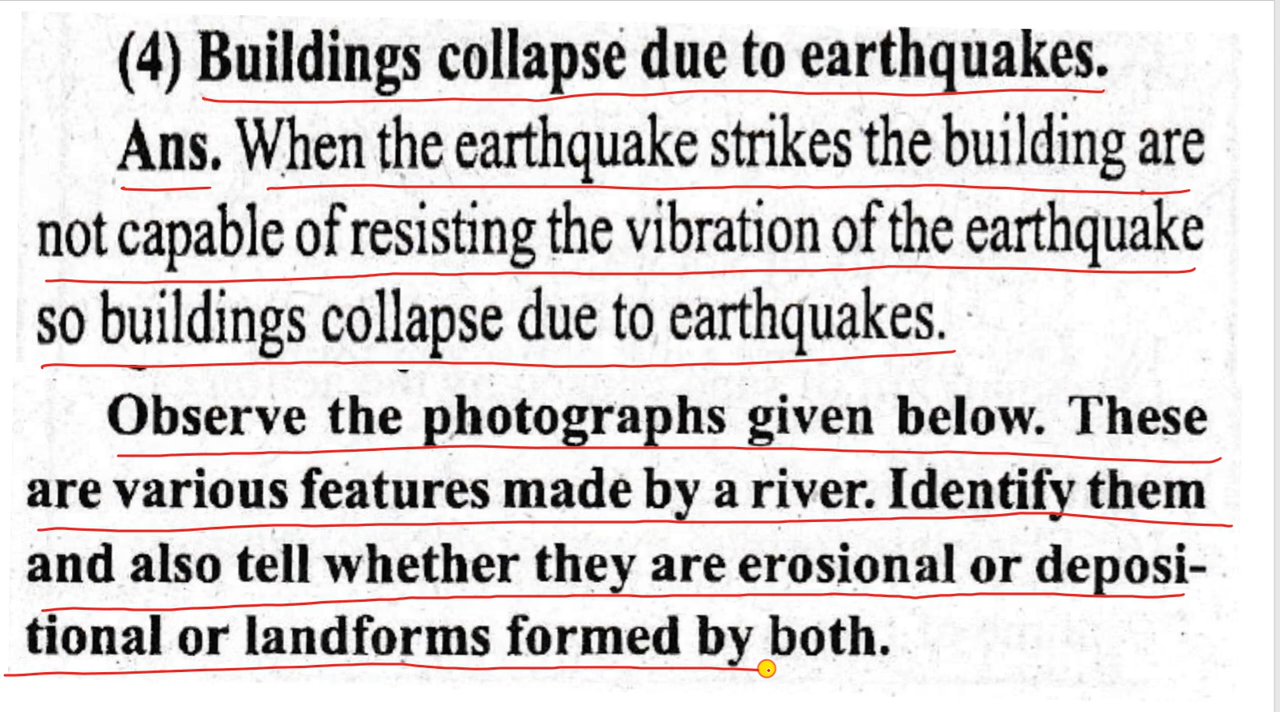 (4) Buildings collapse due to earthquakes.
Ans. When the earthquake strikes the building are
not capable of resisting the vibration of the earthquake
so buildings collapse due to earthquakes.
Observe the photographs given below. These
are various features made by a river. Identify them
and also tell whether they are erosional or deposi-
tional or landforms formed by both.